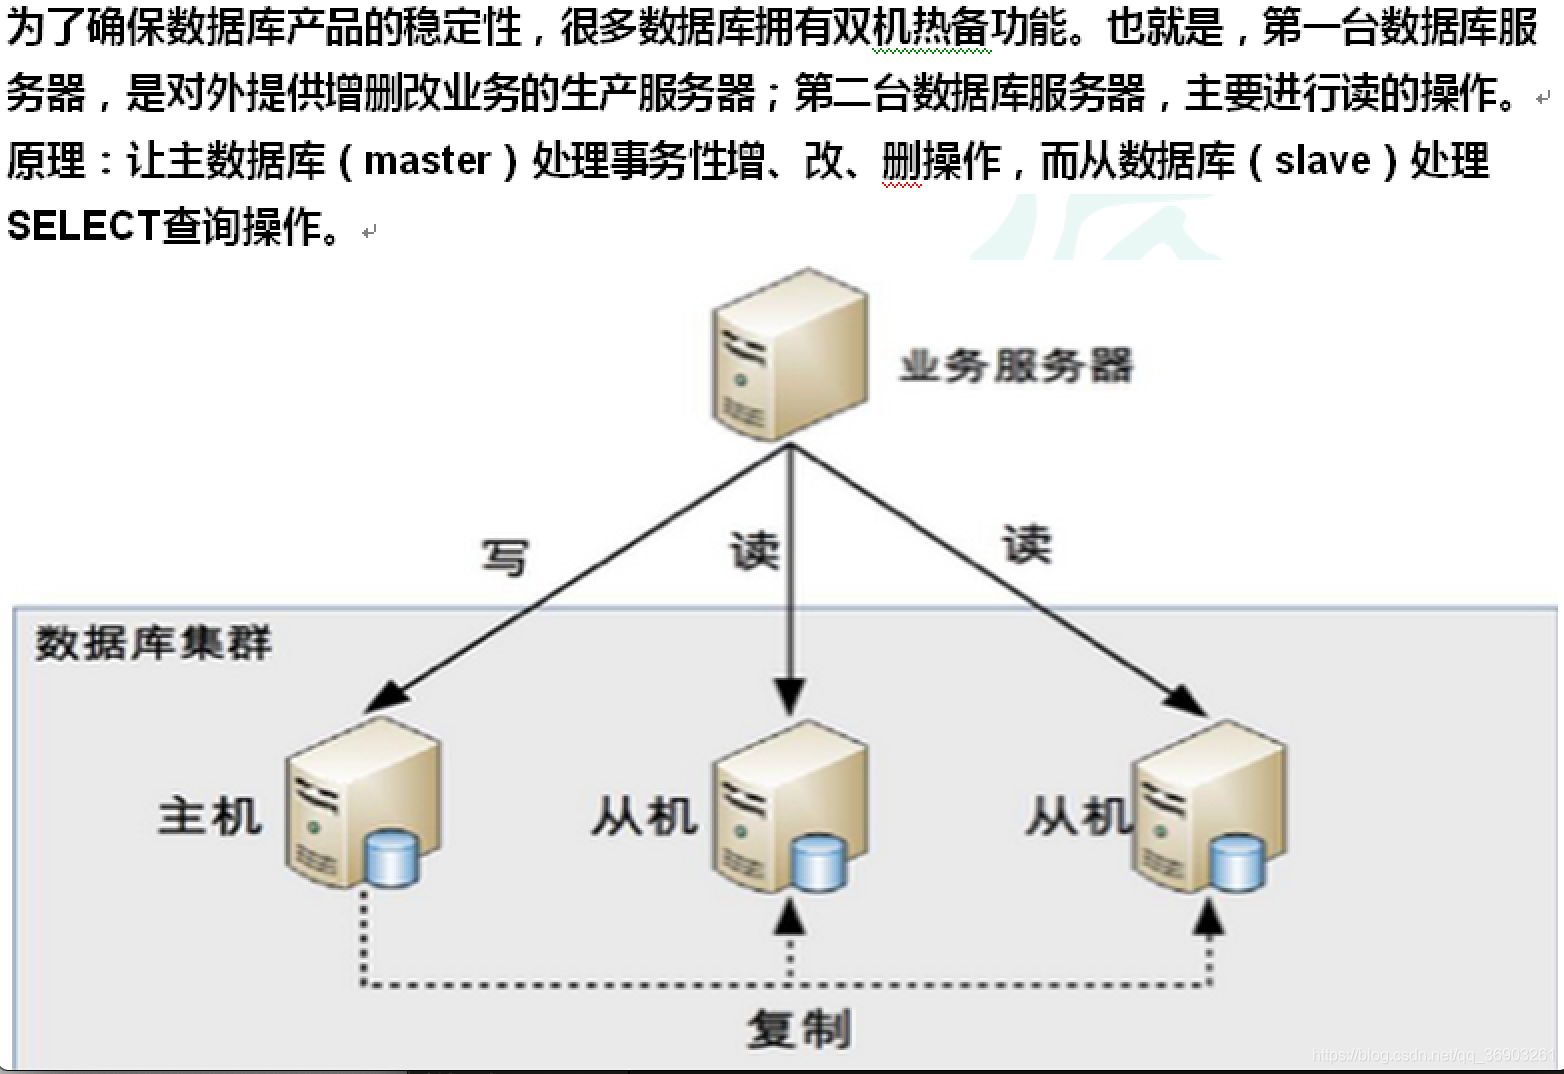 为了确保数据库产品的稳定性，很多数据库拥有双机热备功能。也就是，第一台数据库服
务器，是对外提供增删改业务的生产服务器；第二台数据库服务器，主要进行读的操作。
原理：让主数据库（master）处理事务性增、改、删操作，而从数据库（slave）处理
SELECT查询操作。
业务服务器
写
读
读
数据库集群
主机
从机
从机
复制
https://blog.csdn.net/qq_36903261